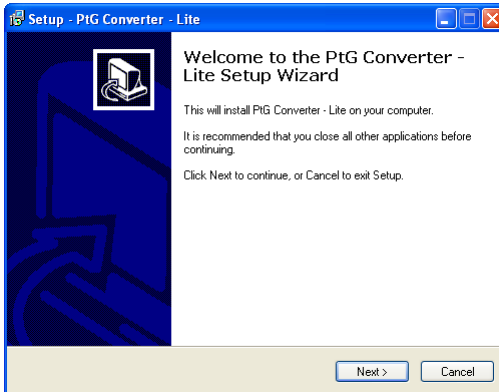 Setup - PtG Converter - Lite
Welcome to the PtG Converter -
Lite Setup Wizard
This will install PtG Converter - Lite on your computer.
It is recommended that you close all other applications before
continuing.
Click Next to continue, or Cancel to exit Setup.
Next >
Cancel